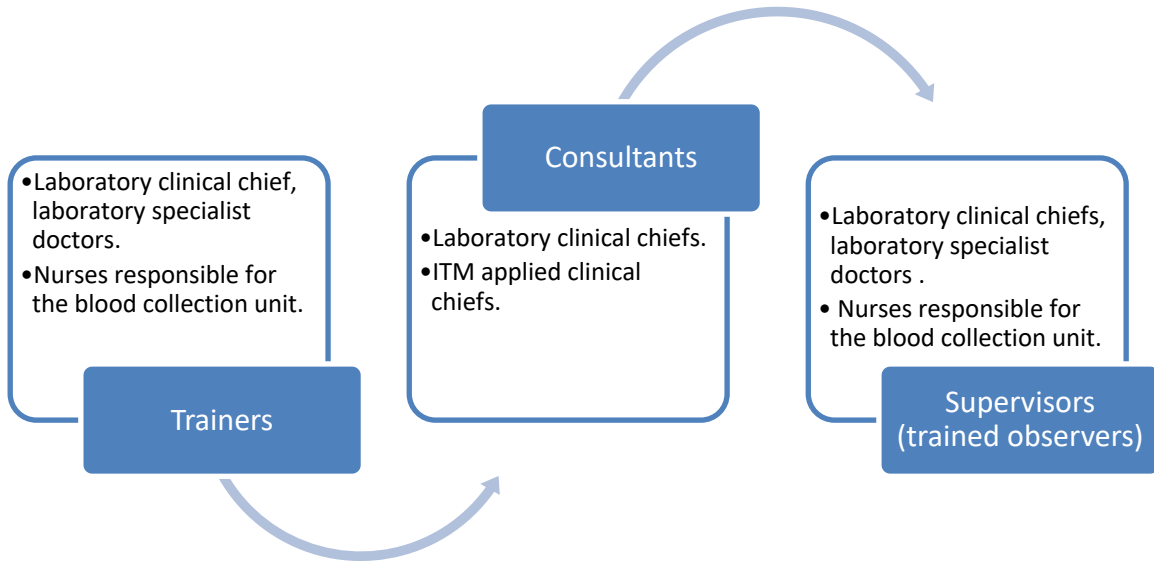 •Laboratory clinical chief,
laboratory specialist
doctors.
•Nurses responsible for
the blood collection unit.
Trainers
Consultants
•Laboratory clinical chiefs.
•ITM applied clinical
chiefs.
•Laboratory clinical chiefs,
laboratory specialist
doctors .
• Nurses responsible for
the blood collection unit.
Supervisors
(trained observers)